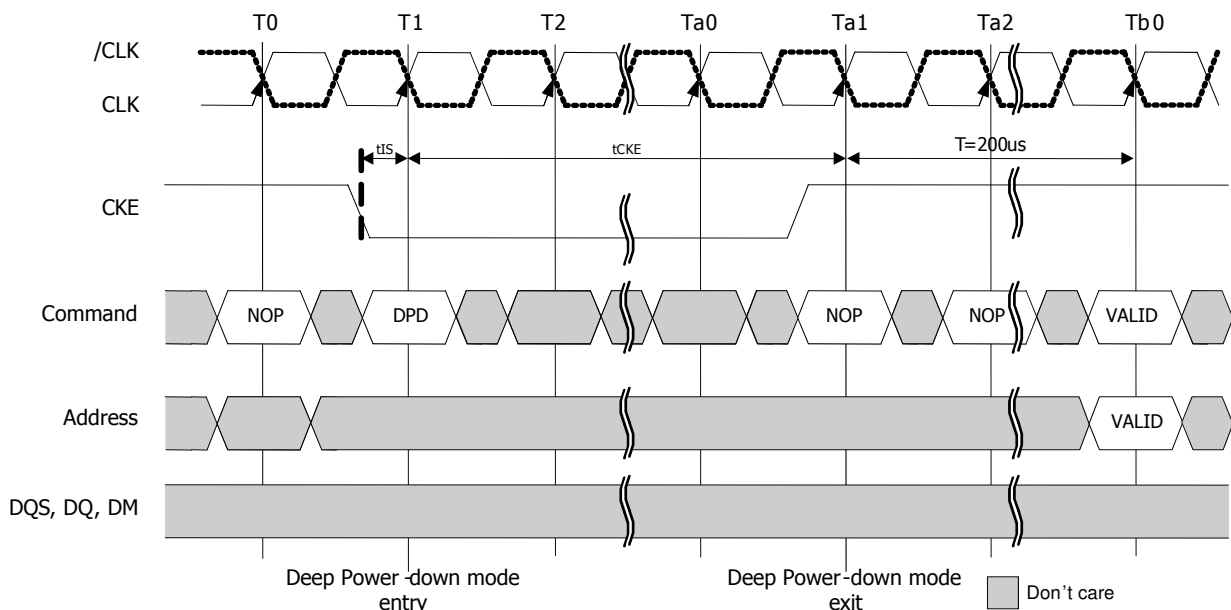 T0 T1 T2 Ta0 Ta1 Ta2 Tb0
/CLK
CLK
tIS tCKE T=200us
CKE
Command NOP DPD NOP NOP VALID
Address VALID
DQS, DQ, DM
Deep Power-down mode
entry
Deep Power-down mode
exit
Don't care